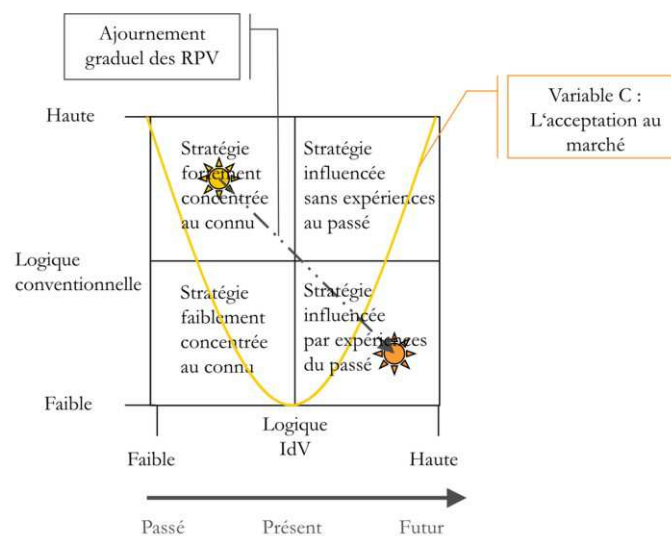 Ajournement
graduel des RPV
Variable C :
L'acceptation au
marché
Haute
Stratégie
fortement
concentrée
au connu
Stratégie
influencée
sans expériences
au passé
Logique
conventionnelle
Stratégie
faiblement
concentrée
au connu
Stratégie
influencée
par expériences
du passé
Faible
Logique
IdV
Faible
Haute
Passé
Présent
Futur